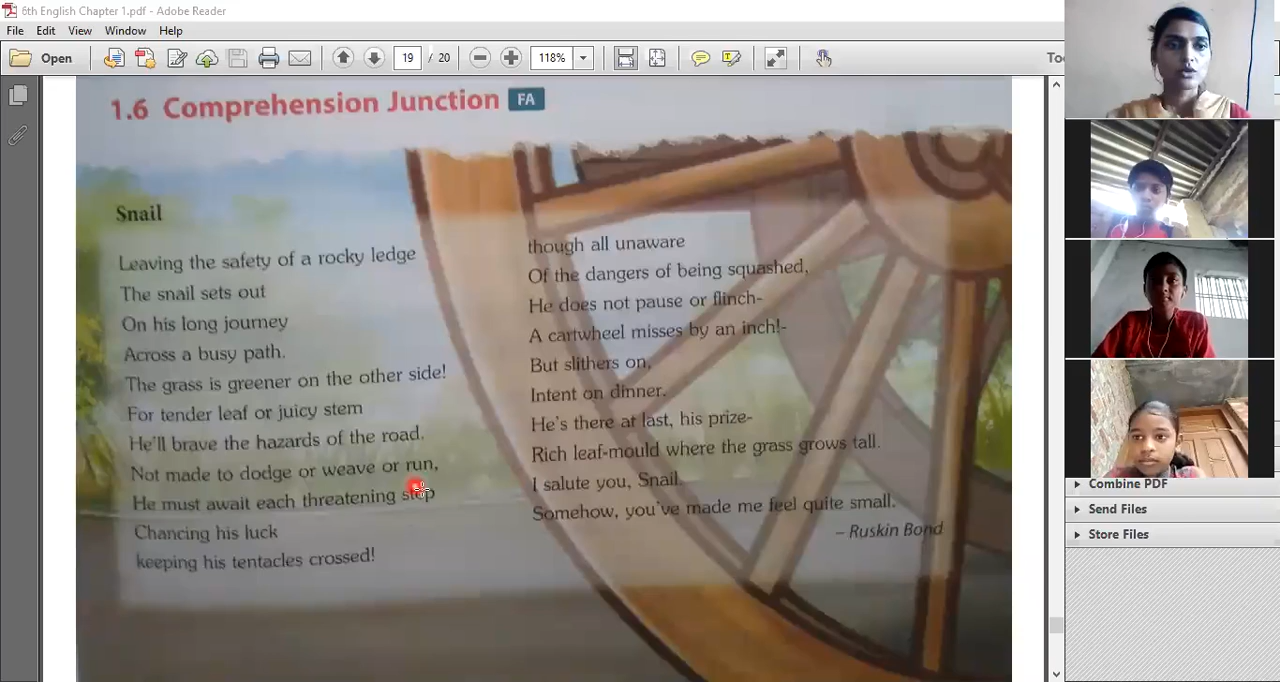 6th English Chapter 1.pdf - Adobe Reader
File Edit View Window Help
Open 19 / 20 118%
1.6 Comprehension Junction FA
Snail
Leaving the safety of a rocky ledge
The snail sets out
On his long journey
Across a busy path.
The grass is greener on the other side!
For tender leaf or juicy stem
He'll brave the hazards of the road.
Not made to dodge or weave or run,
He must await each threatening step
Chancing his luck
keeping his tentacles crossed!
though all unaware
Of the dangers of being squashed,
He does not pause or flinch-
A cartwheel misses by an inch!-
But slithers on,
Intent on dinner.
He's there at last, his prize-
Rich leaf-mould where the grass grows tall.
I salute you, Snail.
Somehow, you've made me feel quite small.
– Ruskin Bond
Combine PDF
Send Files
Store Files